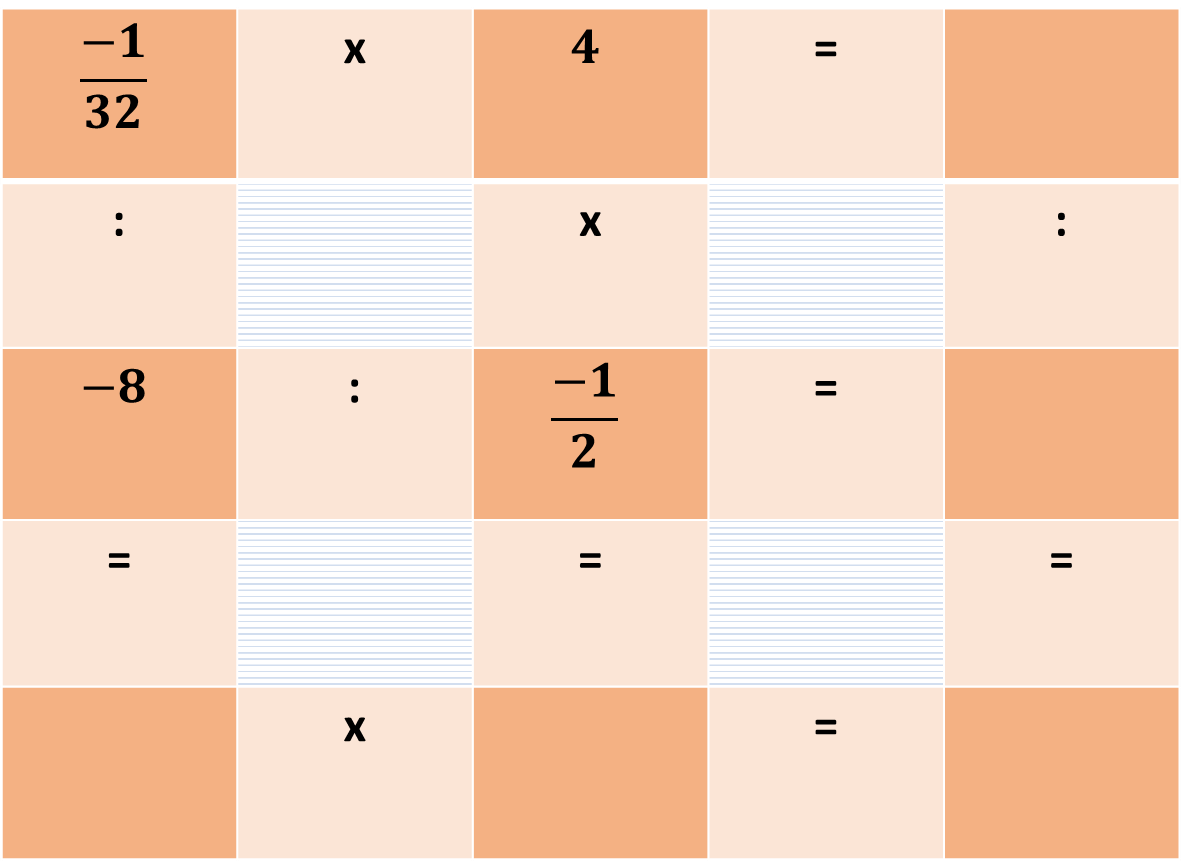 −1/32 x 4 =
: x :
−8 : −1/2 =
= = =
x =